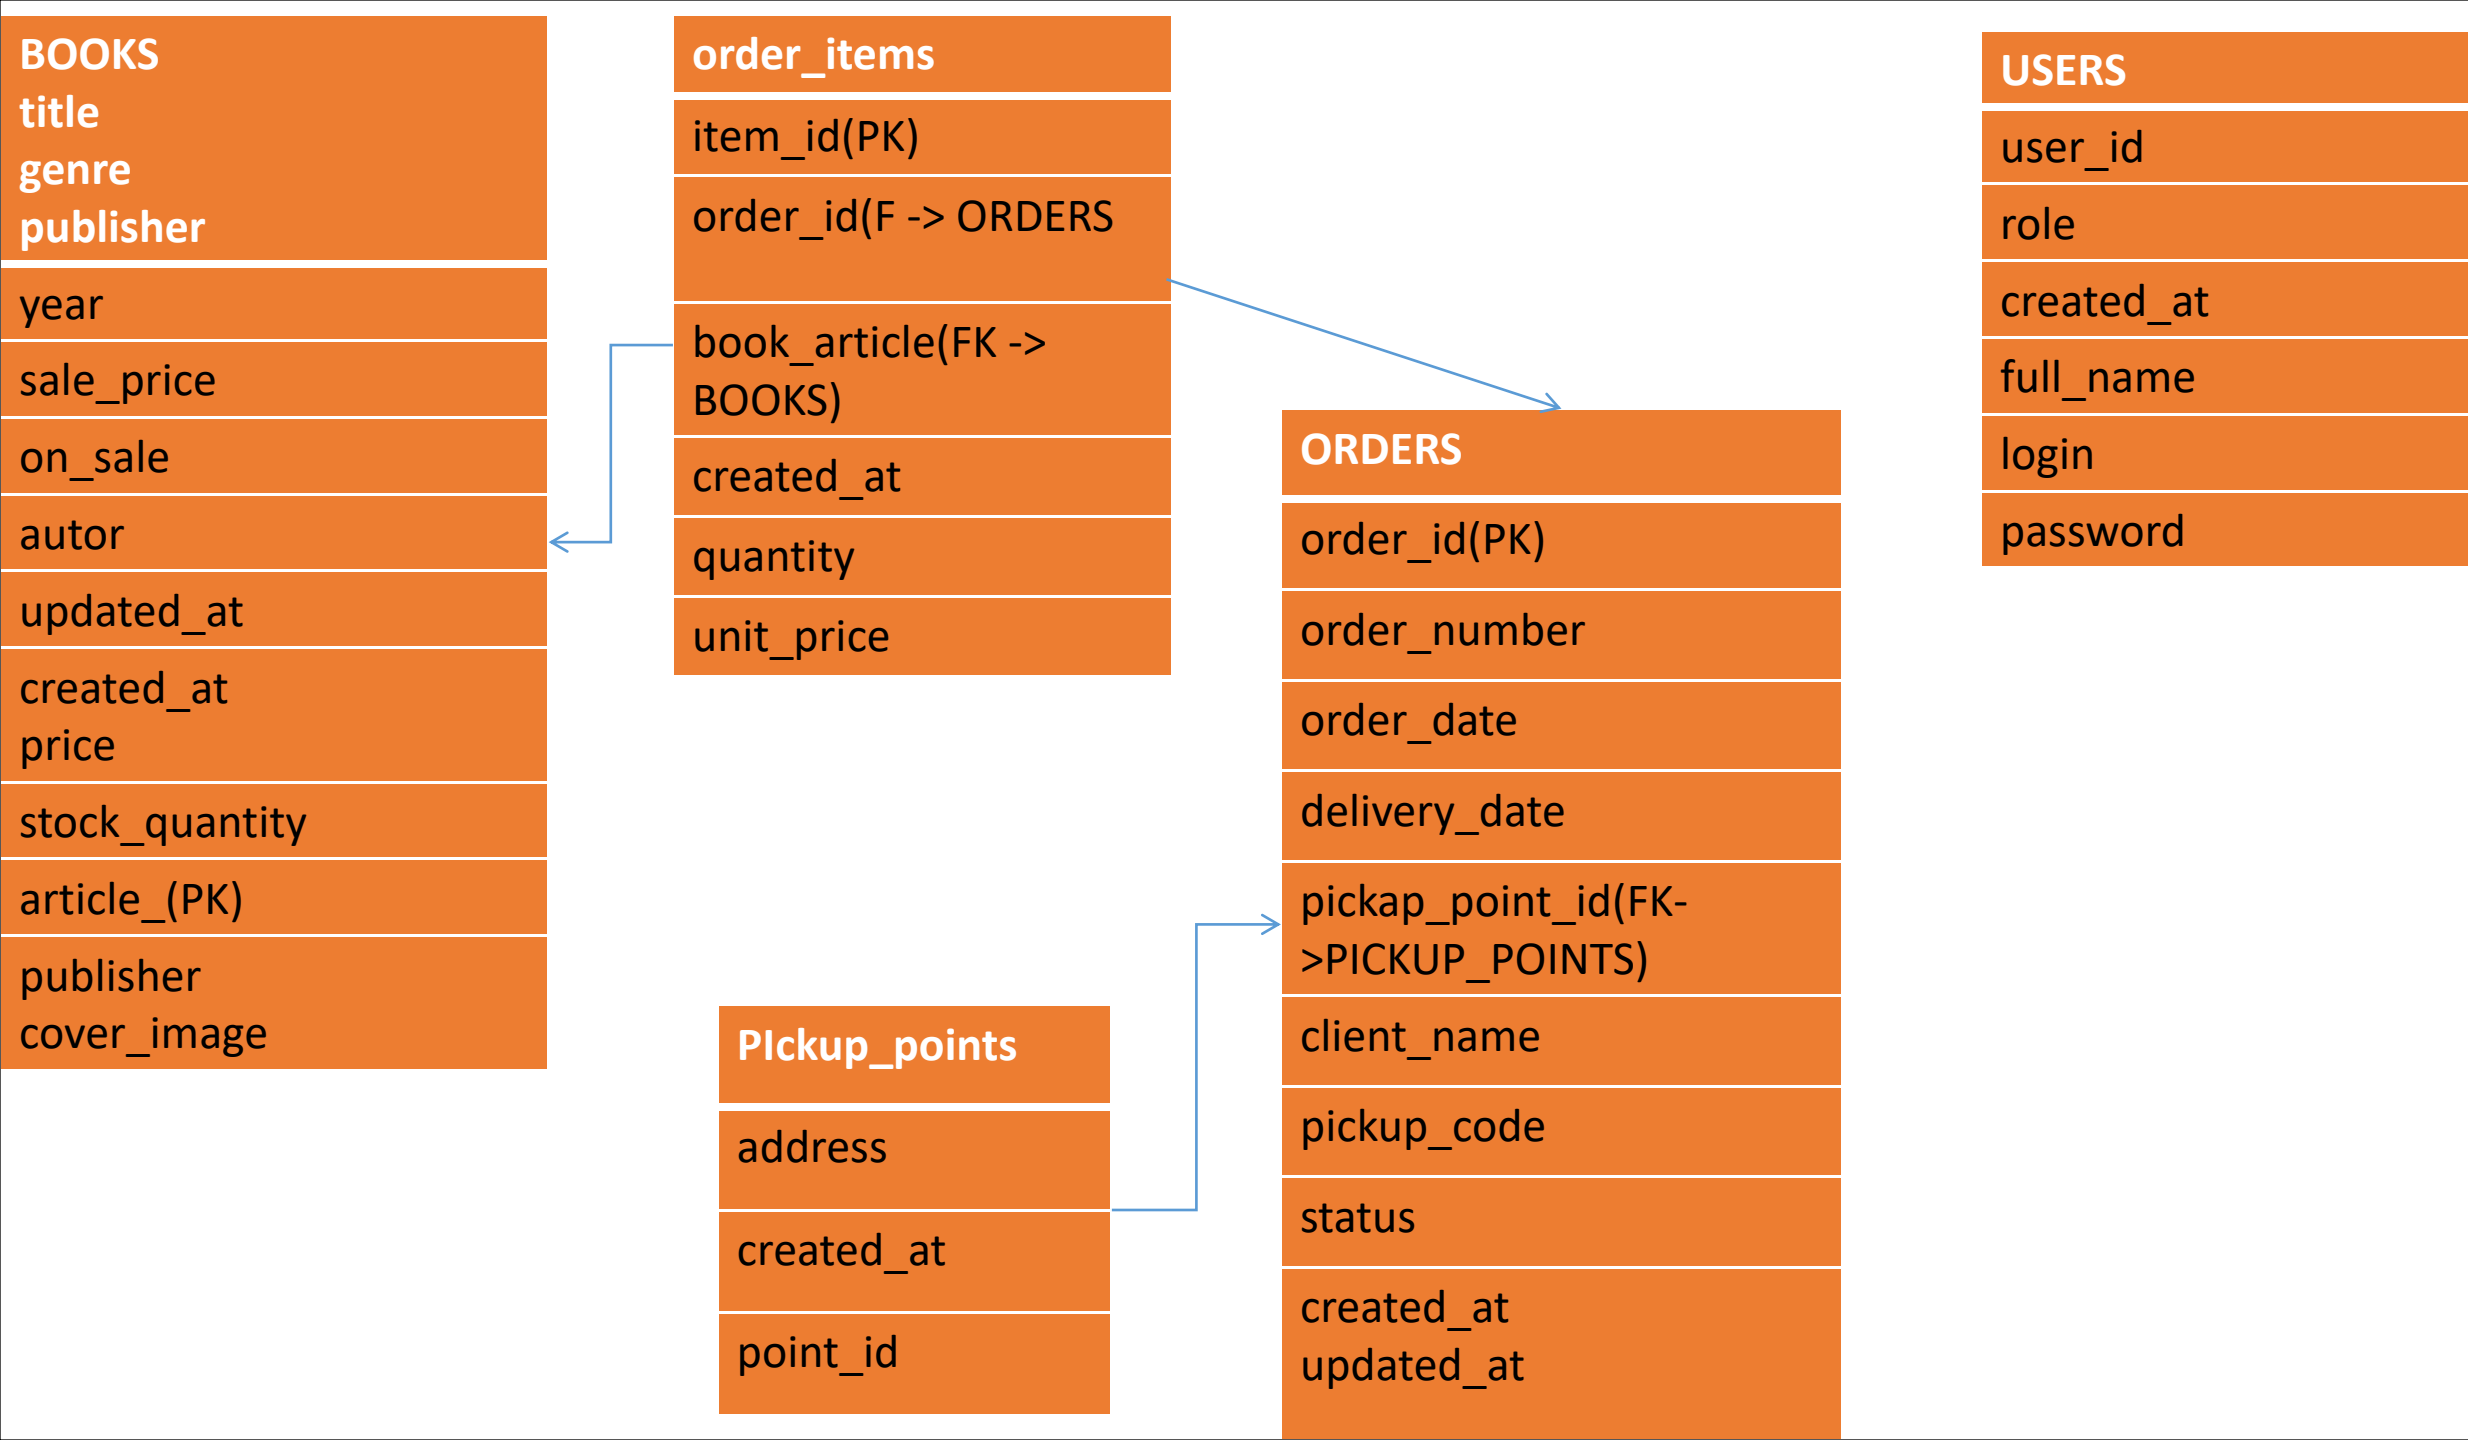 BOOKS
title
genre
publisher
year
sale_price
on_sale
autor
updated_at
created_at
price
stock_quantity
article_(PK)
publisher
cover_image
order_items
item_id(PK)
order_id(F -> ORDERS
book_article(FK ->
BOOKS)
created_at
quantity
unit_price
PIckup_points
address
created_at
point_id
ORDERS
order_id(PK)
order_number
order_date
delivery_date
pickap_point_id(FK-
>PICKUP_POINTS)
client_name
pickup_code
status
created_at
updated_at
USERS
user_id
role
created_at
full_name
login
password